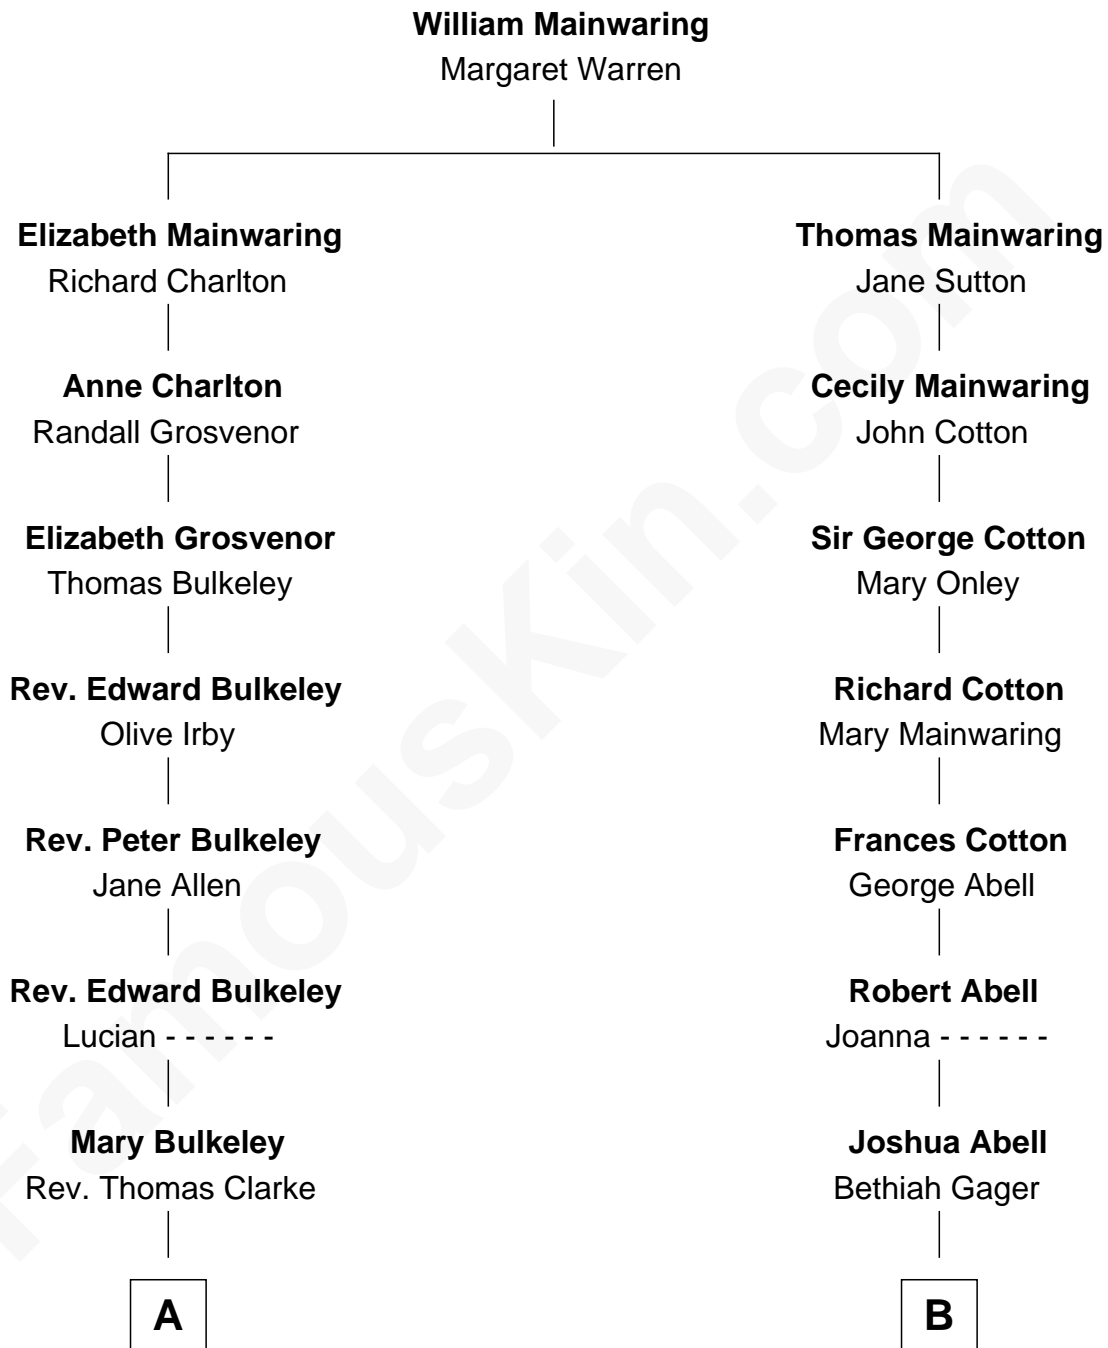 William Mainwaring
Margaret Warren
Elizabeth Mainwaring
Richard Charlton
Thomas Mainwaring
Jane Sutton
Anne Charlton
Randall Grosvenor
Cecily Mainwaring
John Cotton
Elizabeth Grosvenor
Thomas Bulkeley
Sir George Cotton
Mary Onley
Rev. Edward Bulkeley
Olive Irby
Richard Cotton
Mary Mainwaring
Rev. Peter Bulkeley
Jane Allen
Frances Cotton
George Abell
Rev. Edward Bulkeley
Lucian - - - - - -
Robert Abell
Joanna - - - - - -
Mary Bulkeley
Rev. Thomas Clarke
Joshua Abell
Bethiah Gager
A
B
FamousKin.com